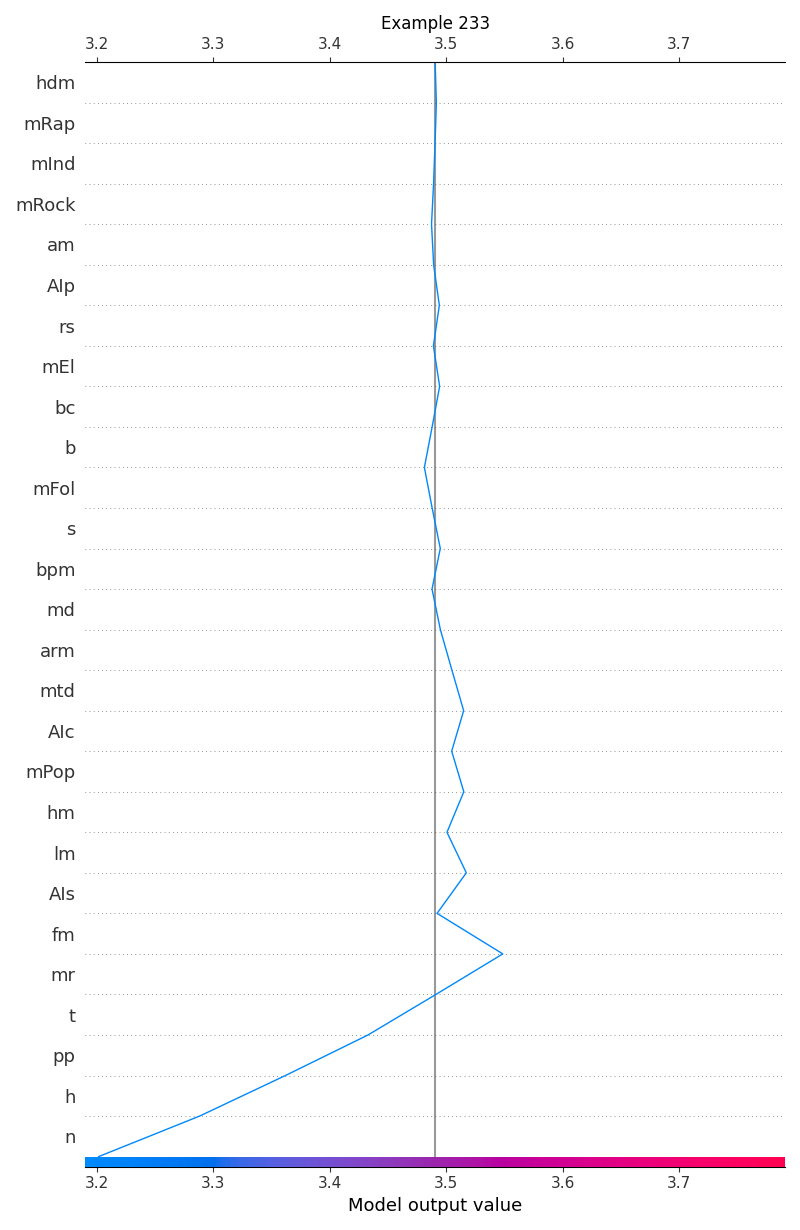 Example 233
3.2 3.3 3.4 3.5 3.6 3.7
hdm
mRap
mInd
mRock
am
AIp
rs
mEl
bc
b
mFol
s
bpm
md
arm
mtd
AIc
mPop
hm
lm
AIs
fm
mr
t
pp
h
n
3.2 3.3 3.4 3.5 3.6 3.7
Model output value